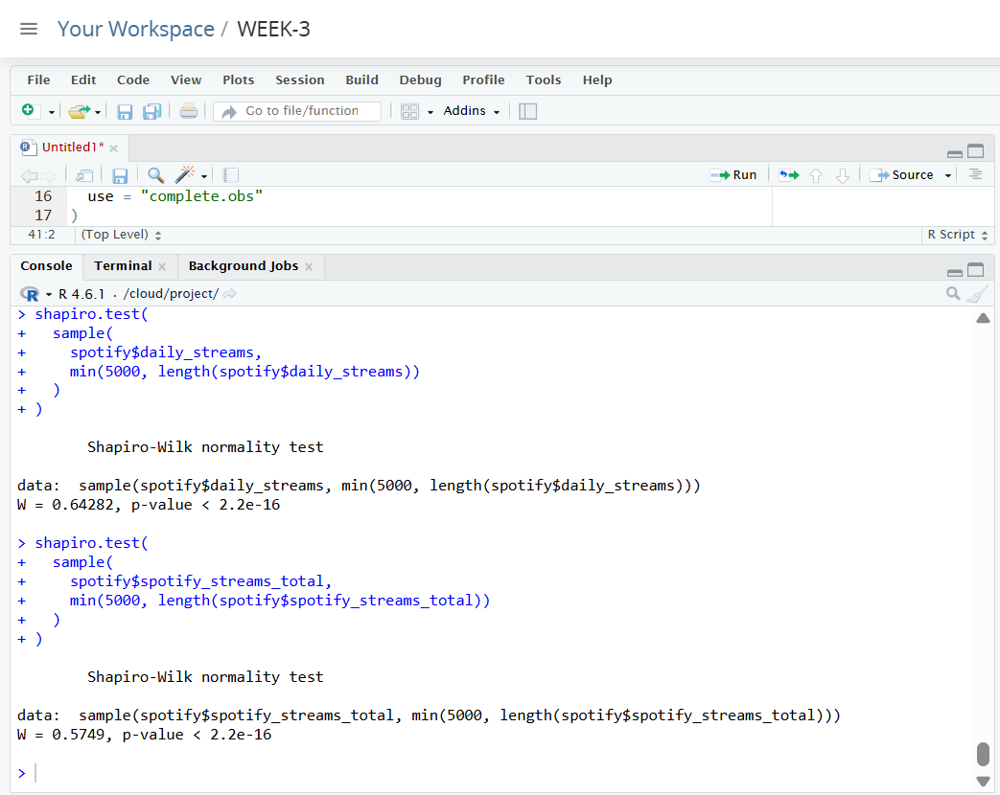 Your Workspace / WEEK-3
File Edit Code View Plots Session Build Debug Profile Tools Help
Go to file/function Addins
Untitled1*
Run Source
16 use = "complete.obs"
17 )
41:2 (Top Level) R Script
Console Terminal Background Jobs
R 4.6.1 · /cloud/project/
> shapiro.test(
+   sample(
+     spotify$daily_streams,
+     min(5000, length(spotify$daily_streams))
+   )
+ )
        Shapiro-Wilk normality test
data:  sample(spotify$daily_streams, min(5000, length(spotify$daily_streams)))
W = 0.64282, p-value < 2.2e-16
> shapiro.test(
+   sample(
+     spotify$spotify_streams_total,
+     min(5000, length(spotify$spotify_streams_total))
+   )
+ )
        Shapiro-Wilk normality test
data:  sample(spotify$spotify_streams_total, min(5000, length(spotify$spotify_streams_total)))
W = 0.5749, p-value < 2.2e-16
>